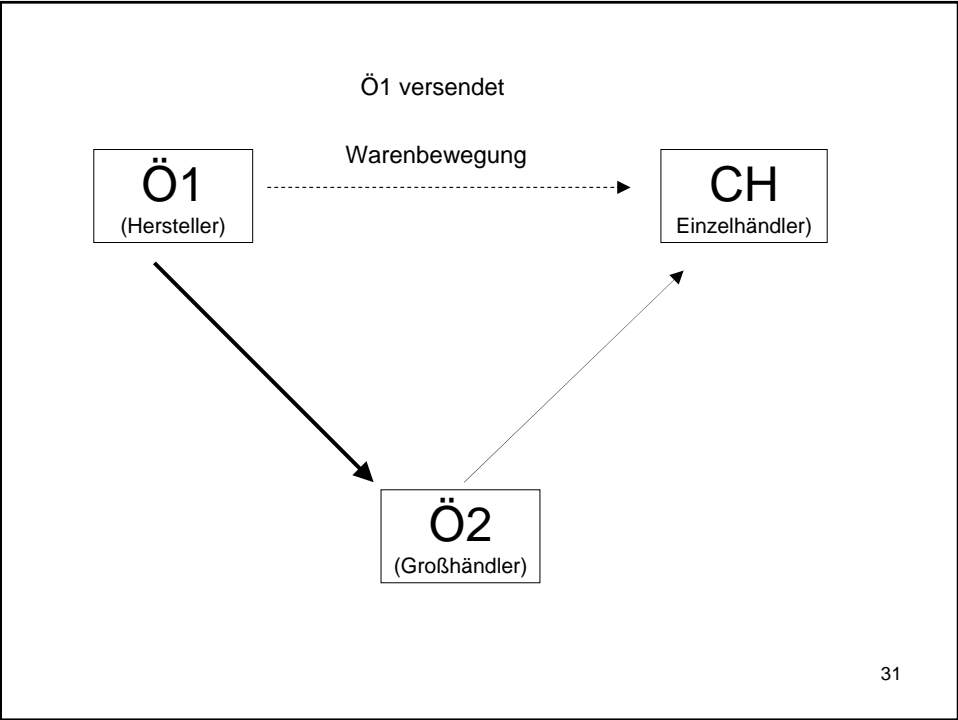 Ö1 versendet
Warenbewegung
Ö1
(Hersteller)
CH
Einzelhändler)
Ö2
(Großhändler)
31